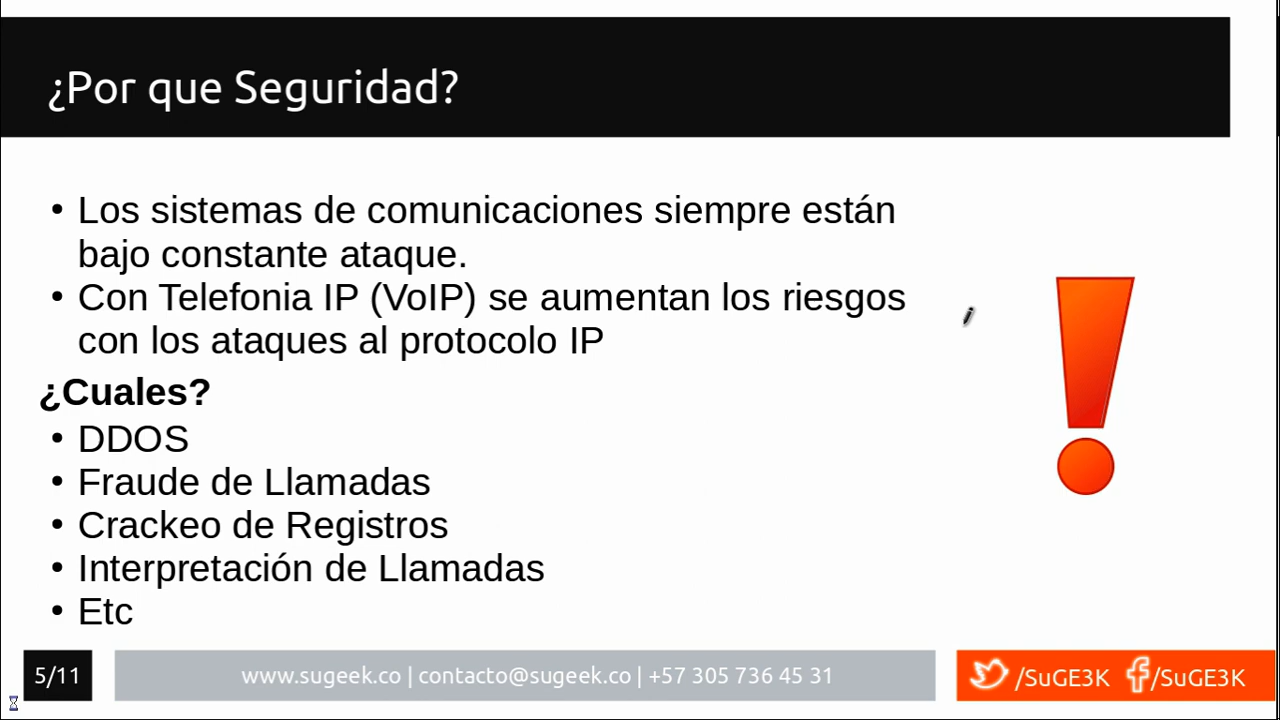 ¿Por que Seguridad?
• Los sistemas de comunicaciones siempre están
bajo constante ataque.
• Con Telefonia IP (VoIP) se aumentan los riesgos
con los ataques al protocolo IP
¿Cuales?
• DDOS
• Fraude de Llamadas
• Crackeo de Registros
• Interpretación de Llamadas
• Etc
5/11
www.sugeek.co | contacto@sugeek.co | +57 305 736 45 31
/SuGE3K /SuGE3K